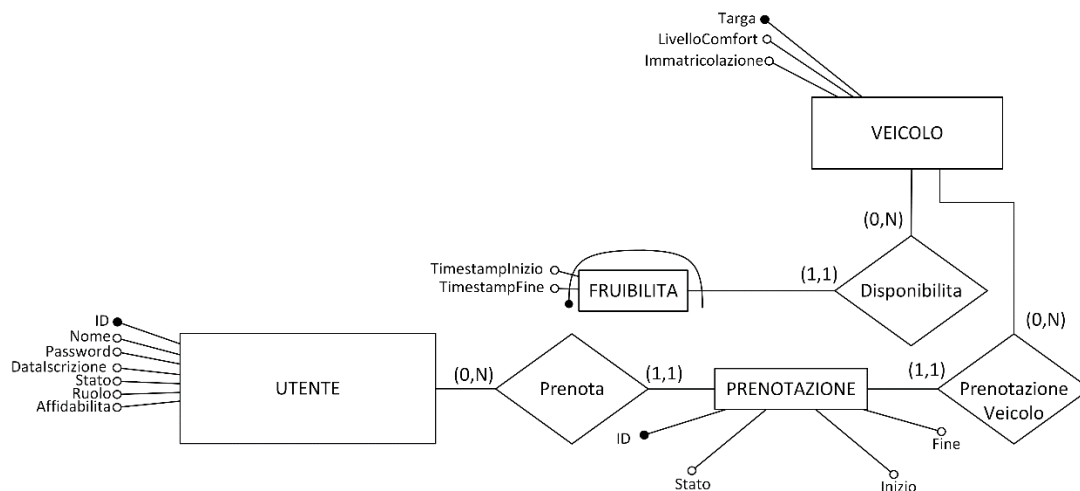 Targa
LivelloComfort
Immatricolazione
VEICOLO
(0,N)
(1,1)
TimestampInizio
TimestampFine
FRUIBILITA
Disponibilita
ID
Nome
Password
DataIscrizione
Stato
Ruolo
Affidabilita
UTENTE
(0,N)
Prenota
(1,1)
PRENOTAZIONE
(1,1)
(0,N)
Prenotazione
Veicolo
ID
Stato
Inizio
Fine